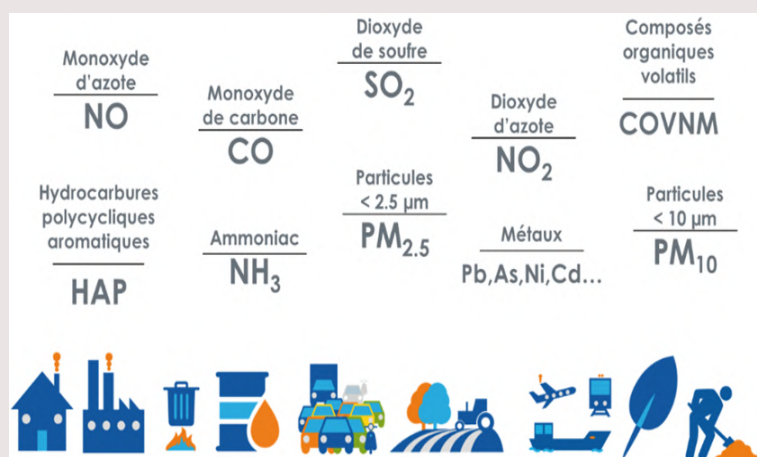 Monoxyde
d'azote
NO
Monoxyde
de carbone
CO
Dioxyde
de soufre
SO₂
Dioxyde
d'azote
NO₂
Composés
organiques
volatils
COVNM
Hydrocarbures
polycycliques
aromatiques
HAP
Ammoniac
NH₃
Particules
< 2.5 µm
PM₂.₅
Métaux
Pb,As,Ni,Cd...
Particules
< 10 µm
PM₁₀